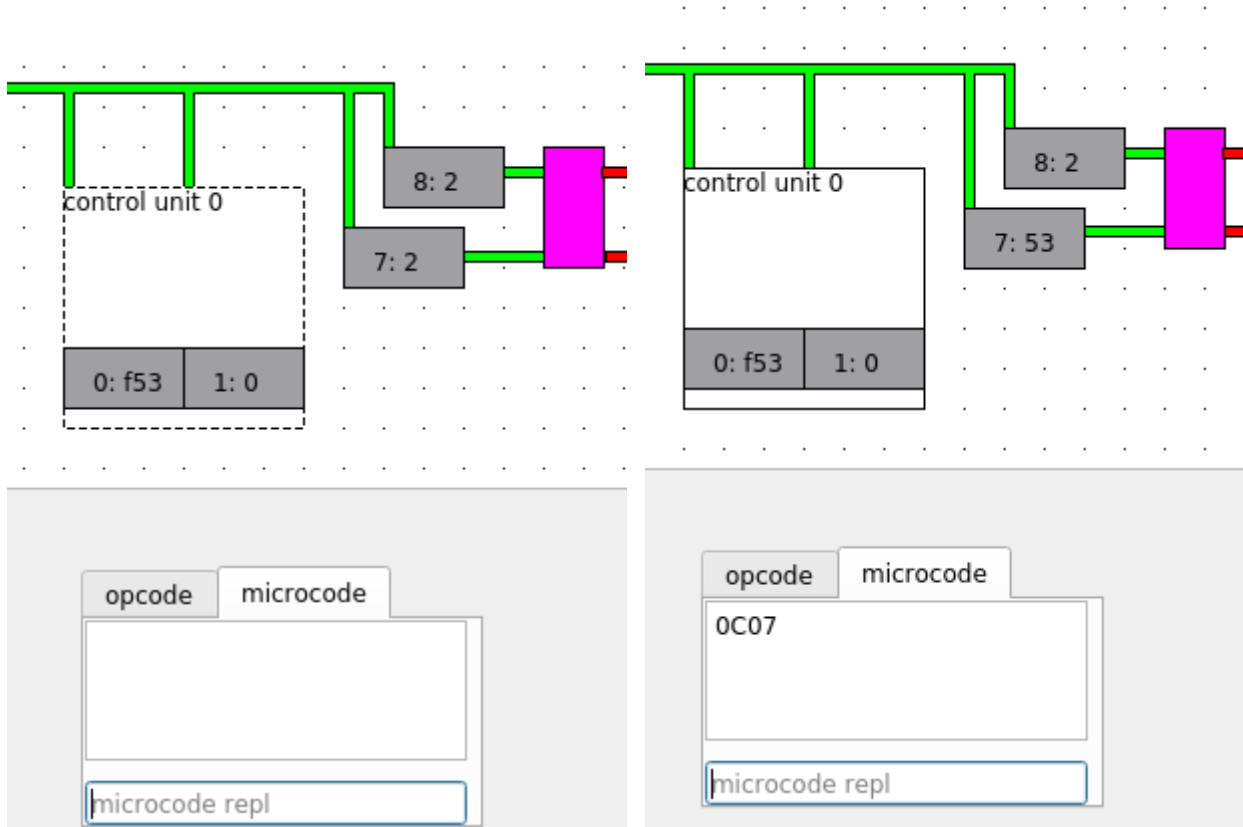 control unit 0
8: 2
7: 2
0: f53
1: 0
opcode
microcode
microcode repl
control unit 0
8: 2
7: 53
0: f53
1: 0
opcode
microcode
0C07
microcode repl